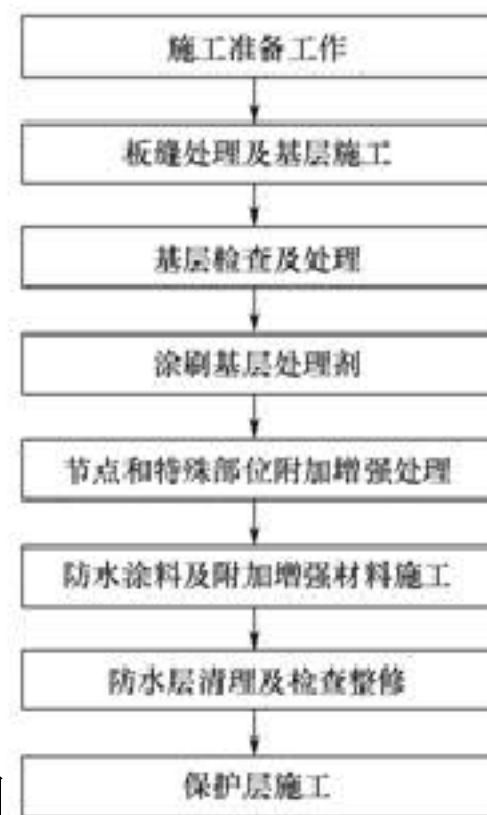 施工准备工作
板缝处理及基层施工
基层检查及处理
涂刷基层处理剂
节点和特殊部位附加增强处理
防水涂料及附加增强材料施工
防水层清理及检查整修
保护层施工